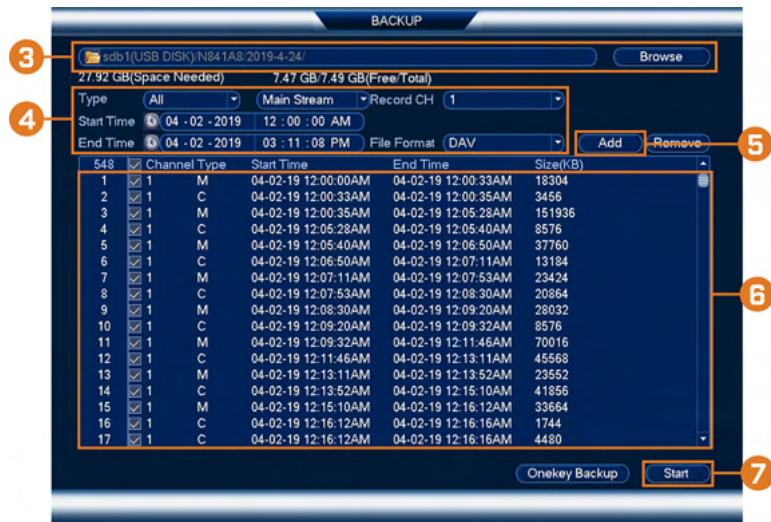 BACKUP
3 sdb1(USB DISK)/N841A8/2019-4-24/ Browse
27.92 GB(Space Needed) 7.47 GB/7.49 GB(Free/Total)
Type All Main Stream Record CH 1
4 Start Time 04 - 02 - 2019 12 : 00 : 00 AM
End Time 04 - 02 - 2019 03 : 11 : 08 PM File Format DAV Add Remove 5
548 Channel Type Start Time End Time Size(KB)
1 1 M 04-02-19 12:00:00AM 04-02-19 12:00:33AM 18304
2 1 C 04-02-19 12:00:33AM 04-02-19 12:00:35AM 3456
3 1 M 04-02-19 12:00:35AM 04-02-19 12:05:28AM 151936
4 1 C 04-02-19 12:05:28AM 04-02-19 12:05:40AM 8576
5 1 M 04-02-19 12:05:40AM 04-02-19 12:06:50AM 37760
6 1 C 04-02-19 12:06:50AM 04-02-19 12:07:11AM 13184
7 1 M 04-02-19 12:07:11AM 04-02-19 12:07:53AM 23424
8 1 C 04-02-19 12:07:53AM 04-02-19 12:08:30AM 20864 6
9 1 M 04-02-19 12:08:30AM 04-02-19 12:09:20AM 28032
10 1 C 04-02-19 12:09:20AM 04-02-19 12:09:32AM 8576
11 1 M 04-02-19 12:09:32AM 04-02-19 12:11:46AM 70016
12 1 C 04-02-19 12:11:46AM 04-02-19 12:13:11AM 45568
13 1 M 04-02-19 12:13:11AM 04-02-19 12:13:52AM 23552
14 1 C 04-02-19 12:13:52AM 04-02-19 12:15:10AM 41856
15 1 M 04-02-19 12:15:10AM 04-02-19 12:16:12AM 33664
16 1 C 04-02-19 12:16:12AM 04-02-19 12:16:16AM 1744
17 1 C 04-02-19 12:16:12AM 04-02-19 12:16:16AM 4480
Onekey Backup Start 7